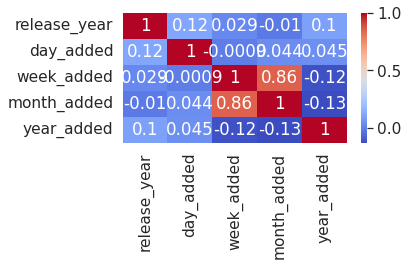 release_year 1 0.12 0.029 -0.01 0.1 1.0
day_added 0.12 1 -0.0009 0.044 0.045
week_added 0.029 -0.0009 1 0.86 -0.12 0.5
month_added -0.01 0.044 0.86 1 -0.13
year_added 0.1 0.045 -0.12 -0.13 1 0.0
release_year day_added week_added month_added year_added